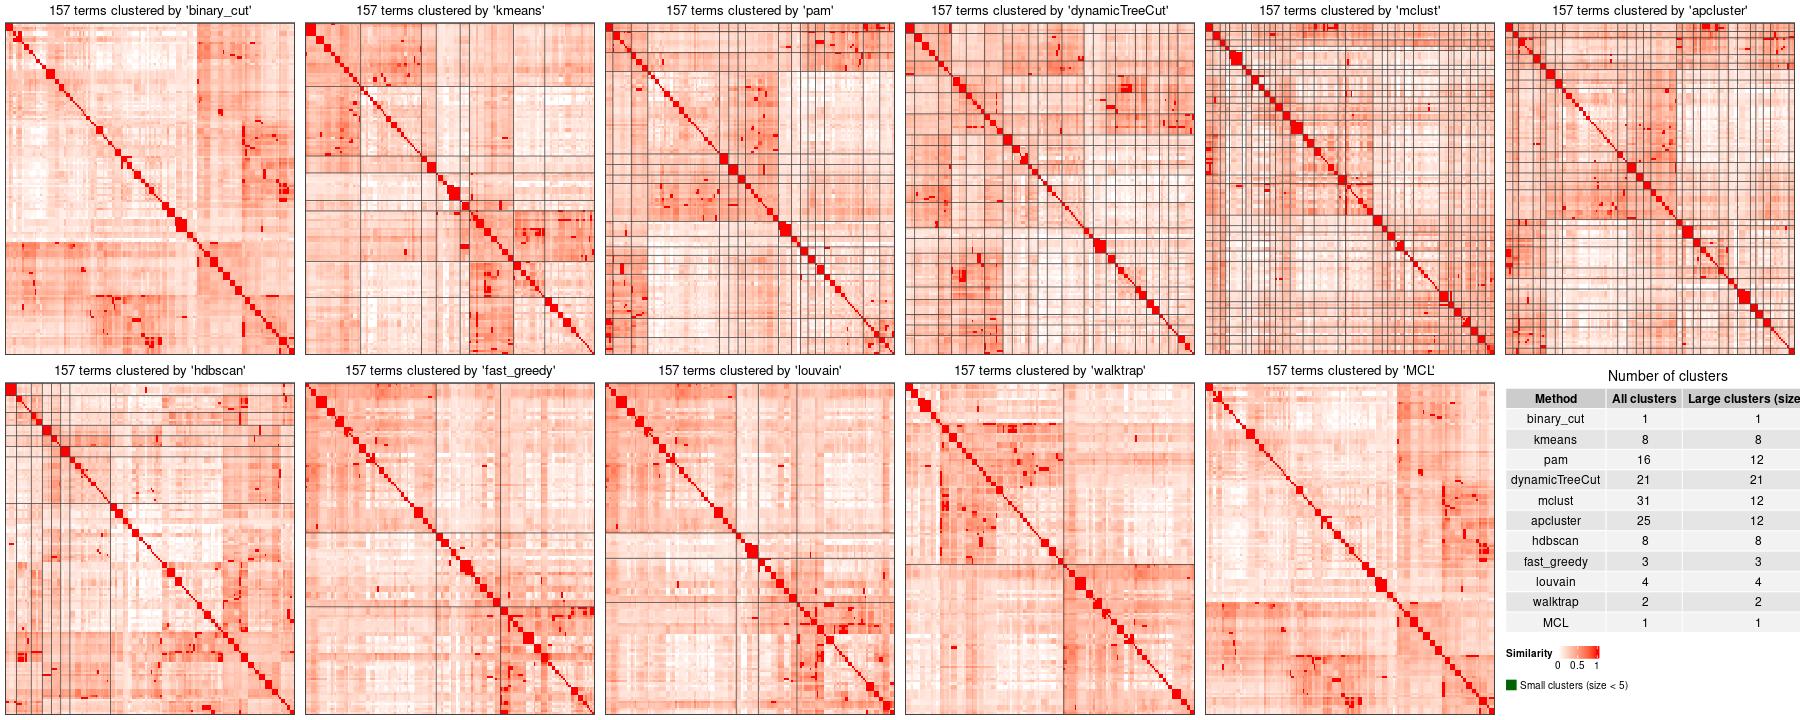 157 terms clustered by 'binary_cut'
157 terms clustered by 'kmeans'
157 terms clustered by 'pam'
157 terms clustered by 'dynamicTreeCut'
157 terms clustered by 'mclust'
157 terms clustered by 'apcluster'
157 terms clustered by 'hdbscan'
157 terms clustered by 'fast_greedy'
157 terms clustered by 'louvain'
157 terms clustered by 'walktrap'
157 terms clustered by 'MCL'
Number of clusters
Method All clusters Large clusters (size
binary_cut 1 1
kmeans 8 8
pam 16 12
dynamicTreeCut 21 21
mclust 31 12
apcluster 25 12
hdbscan 8 8
fast_greedy 3 3
louvain 4 4
walktrap 2 2
MCL 1 1
Similarity
0 0.5 1
Small clusters (size < 5)